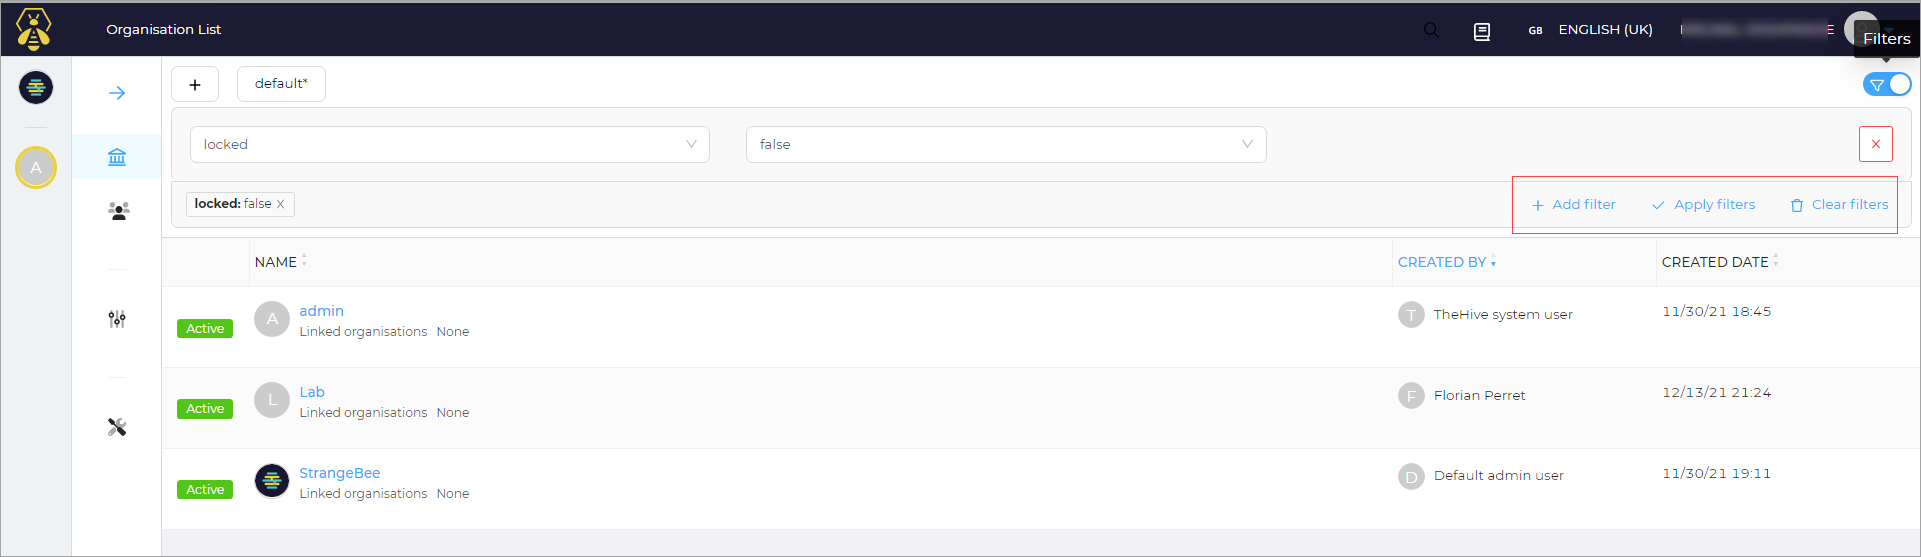 Organisation List
GB ENGLISH (UK)
Filters
+ default*
locked false
locked: false X
+ Add filter Apply filters Clear filters
NAME CREATED BY CREATED DATE
A admin T TheHive system user 11/30/21 18:45
Active Linked organisations None
L Lab F Florian Perret 12/13/21 21:24
Active Linked organisations None
StrangeBee D Default admin user 11/30/21 19:11
Active Linked organisations None
A